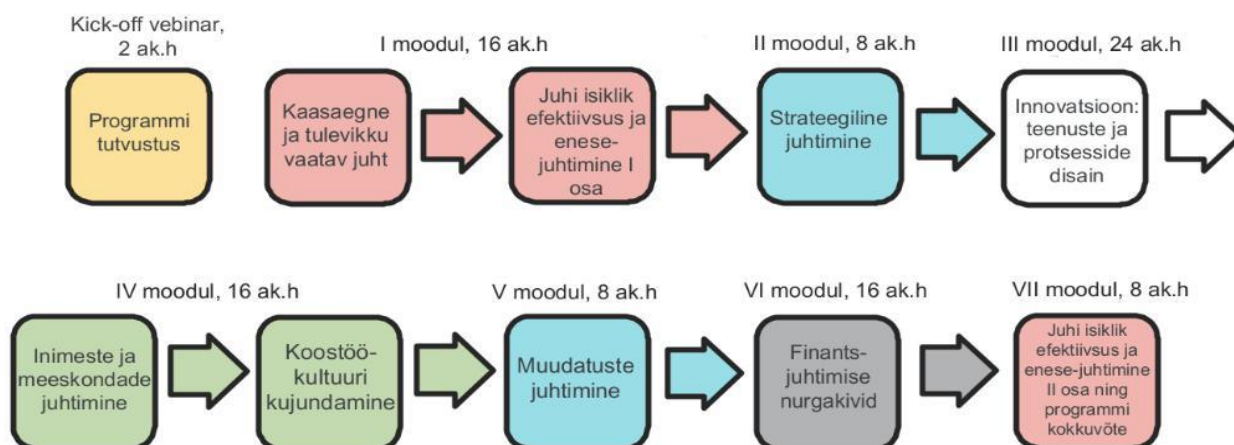 Kick-off vebinar,
2 ak.h
I moodul, 16 ak.h
II moodul, 8 ak.h
III moodul, 24 ak.h
Programmi
tutvustus
Kaasaegne
ja tulevikku
vaatav juht
Juhi isiklik
efektiivsus ja
enese-
juhtimine I
osa
Strateegiline
juhtimine
Innovatsioon:
teenuste ja
protsesside
disain
IV moodul, 16 ak.h
V moodul, 8 ak.h
VI moodul, 16 ak.h
VII moodul, 8 ak.h
Inimeste ja
meeskondade
juhtimine
Koostöö-
kultuuri
kujundamine
Muudatuste
juhtimine
Finants-
juhtimise
nurgakivid
Juhi isiklik
efektiivsus ja
enese-juhtimine
II osa ning
programmi
kokkuvõte